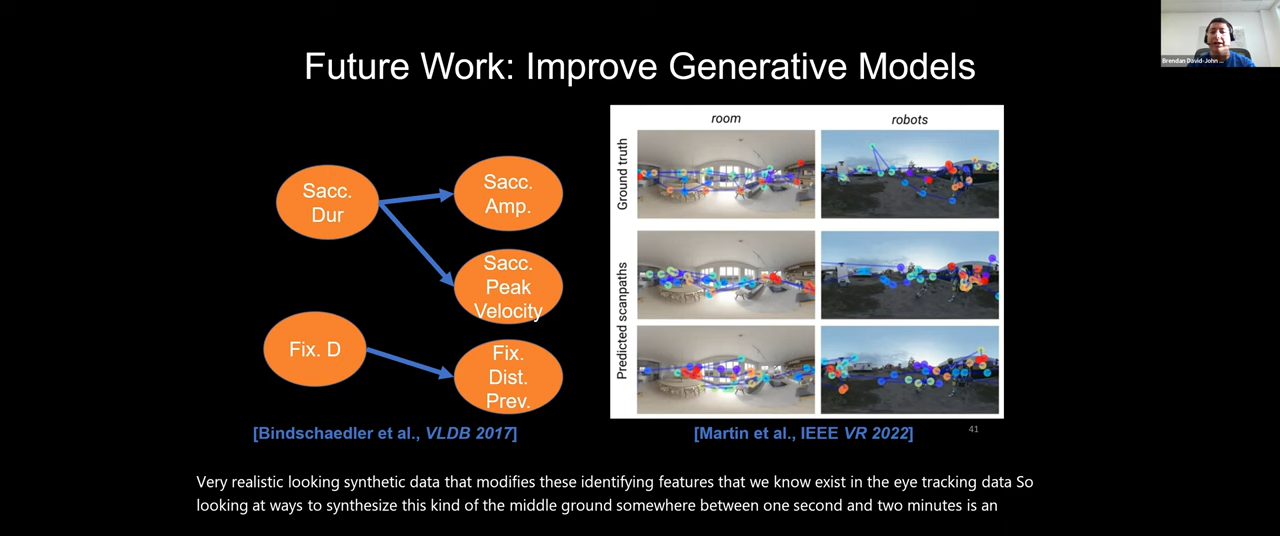 Brendan David-John ...
Future Work: Improve Generative Models
Sacc.
Dur
Sacc.
Amp.
Sacc.
Peak
Velocity
Fix. D
Fix.
Dist.
Prev.
[Bindschaedler et al., VLDB 2017]
room
robots
Ground truth
Predicted scanpaths
[Martin et al., IEEE VR 2022]
41
Very realistic looking synthetic data that modifies these identifying features that we know exist in the eye tracking data So
looking at ways to synthesize this kind of the middle ground somewhere between one second and two minutes is an